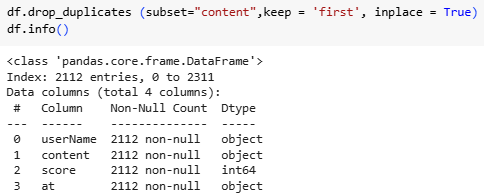 df.drop_duplicates (subset="content",keep = 'first', inplace = True)
df.info()
<class 'pandas.core.frame.DataFrame'>
Index: 2112 entries, 0 to 2311
Data columns (total 4 columns):
 #   Column    Non-Null Count  Dtype
---  ------    --------------  -----
 0   userName  2112 non-null   object
 1   content   2112 non-null   object
 2   score     2112 non-null   int64
 3   at        2112 non-null   object